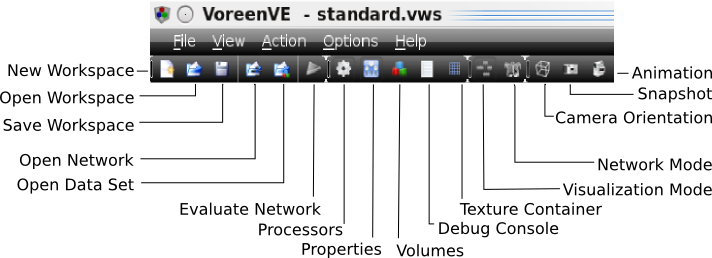 VoreenVE - standard.vws
File View Action Options Help
New Workspace
Open Workspace
Save Workspace
Open Network
Open Data Set
Evaluate Network
Processors
Properties
Volumes
Debug Console
Texture Container
Visualization Mode
Network Mode
Camera Orientation
Snapshot
Animation